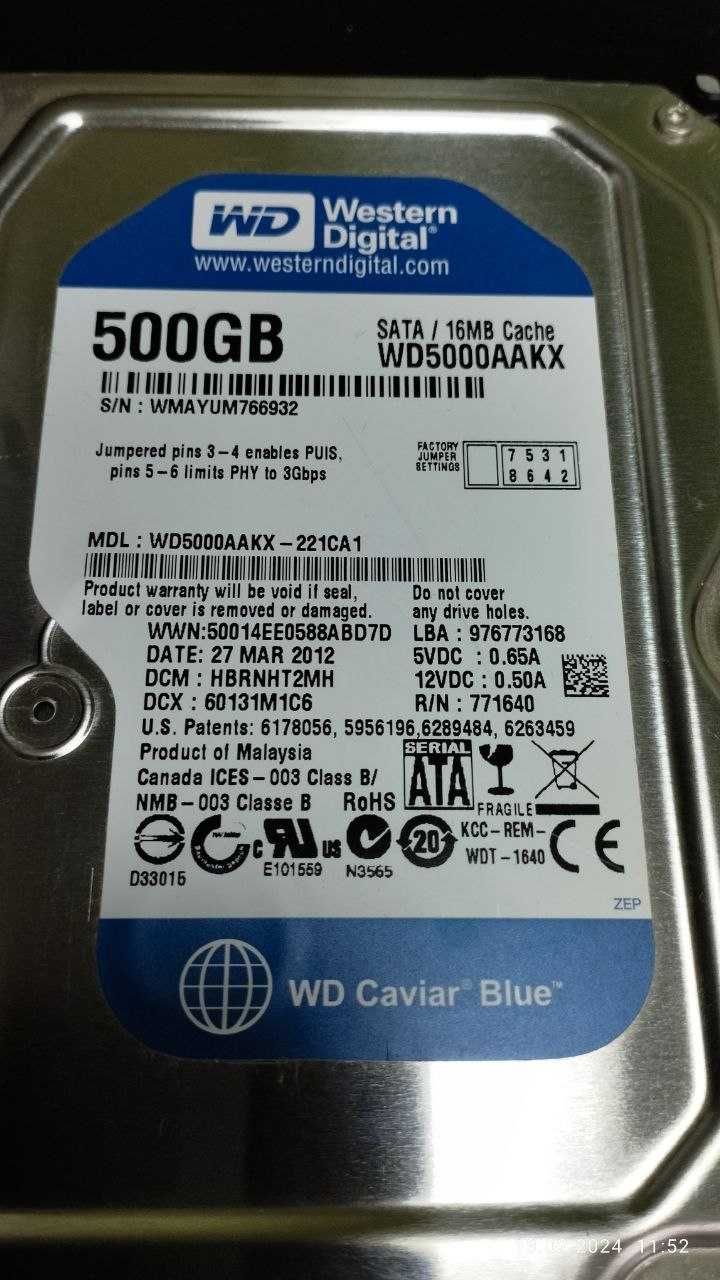 WD Western Digital®
www.westerndigital.com
500GB
SATA / 16MB Cache
WD5000AAKX
S/N : WMAYUM766932
Jumpered pins 3-4 enables PUIS,
pins 5-6 limits PHY to 3Gbps
FACTORY
JUMPER
SETTINGS
7 5 3 1
8 6 4 2
MDL : WD5000AAKX-221CA1
Product warranty will be void if seal,
label or cover is removed or damaged.
Do not cover
any drive holes.
WWN:50014EE0588ABD7D
LBA : 976773168
DATE: 27 MAR 2012
5VDC : 0.65A
DCM : HBRNHT2MH
12VDC : 0.50A
DCX : 60131M1C6
R/N : 771640
U.S. Patents: 6178056, 5956196,6289484, 6263459
Product of Malaysia
Canada ICES-003 Class B/
NMB-003 Classe B
RoHS
SERIAL
ATA
FRAGILE
D33015
c RU us
E101559
N3565
20
KCC-REM-
WDT-1640
CE
ZEP
WD Caviar® Blue™
2024 11:52